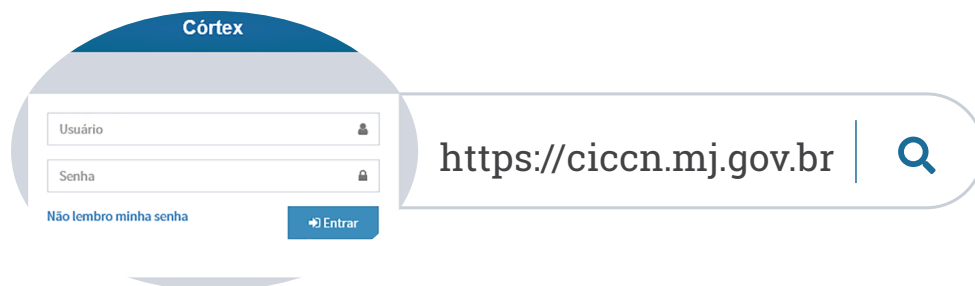 Córtex
Usuário
Senha
Não lembro minha senha
Entrar
https://ciccn.mj.gov.br